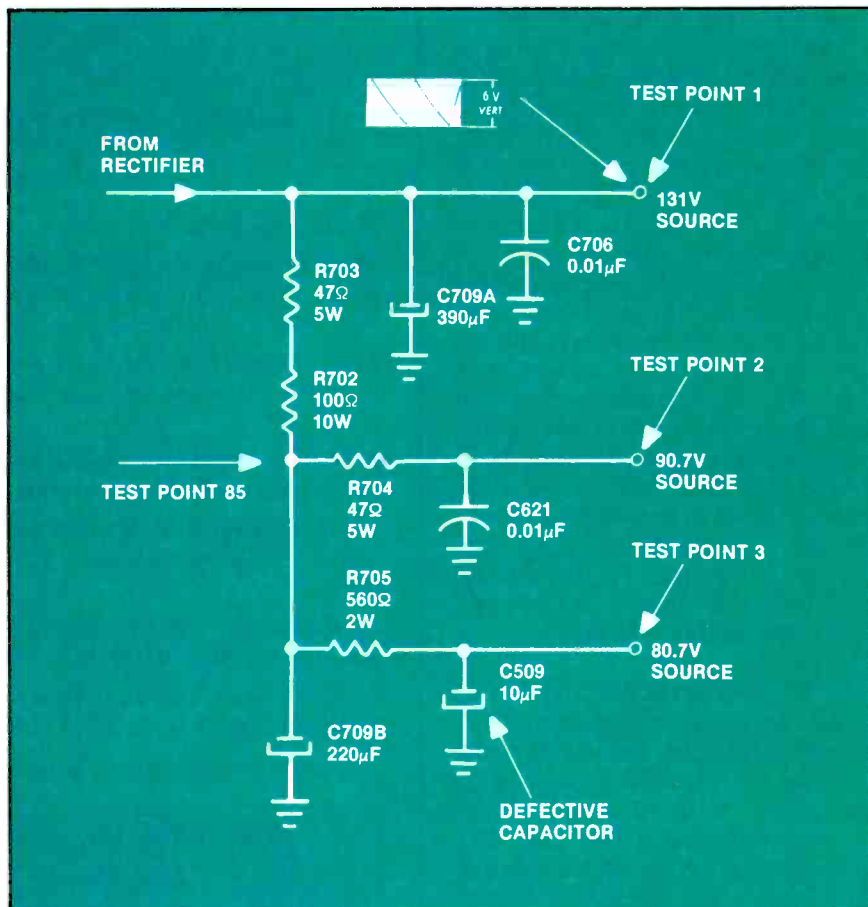 6 V
VERT
TEST POINT 1
FROM
RECTIFIER
131V
SOURCE
C706
0.01µF
R703
47Ω
5W
C709A
390µF
R702
100Ω
10W
TEST POINT 2
TEST POINT 85
90.7V
SOURCE
R704
47Ω
5W
C621
0.01µF
TEST POINT 3
R705
560Ω
2W
80.7V
SOURCE
C509
10µF
C709B
220µF
DEFECTIVE
CAPACITOR